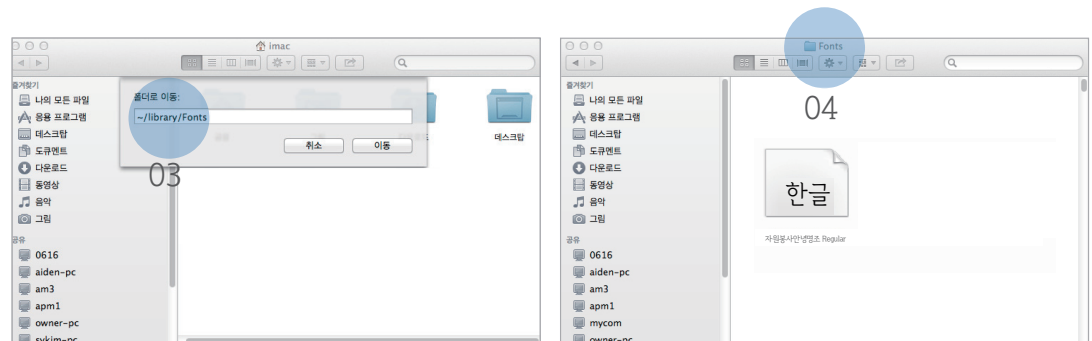 imac
즐겨찾기
나의 모든 파일
응용 프로그램
데스크탑
도큐멘트
다운로드
동영상
음악
그림
공유
0616
aiden-pc
am3
apm1
owner-pc
sykim-pc
폴더로 이동:
~/library/Fonts
취소
이동
03
데스크탑
Fonts
04
즐겨찾기
나의 모든 파일
응용 프로그램
데스크탑
도큐멘트
다운로드
동영상
음악
그림
공유
0616
aiden-pc
am3
apm1
mycom
owner-pc
한글
자원봉사안녕명조 Regular